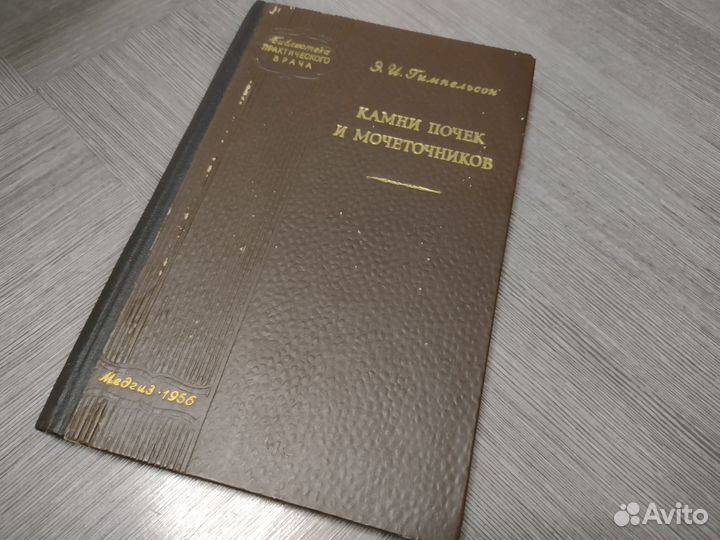 Библиотека
ПРАКТИЧЕСКОГО
ВРАЧА
Э. И. Гимпельсон
КАМНИ ПОЧЕК
И МОЧЕТОЧНИКОВ
Медгиз · 1956
Avito